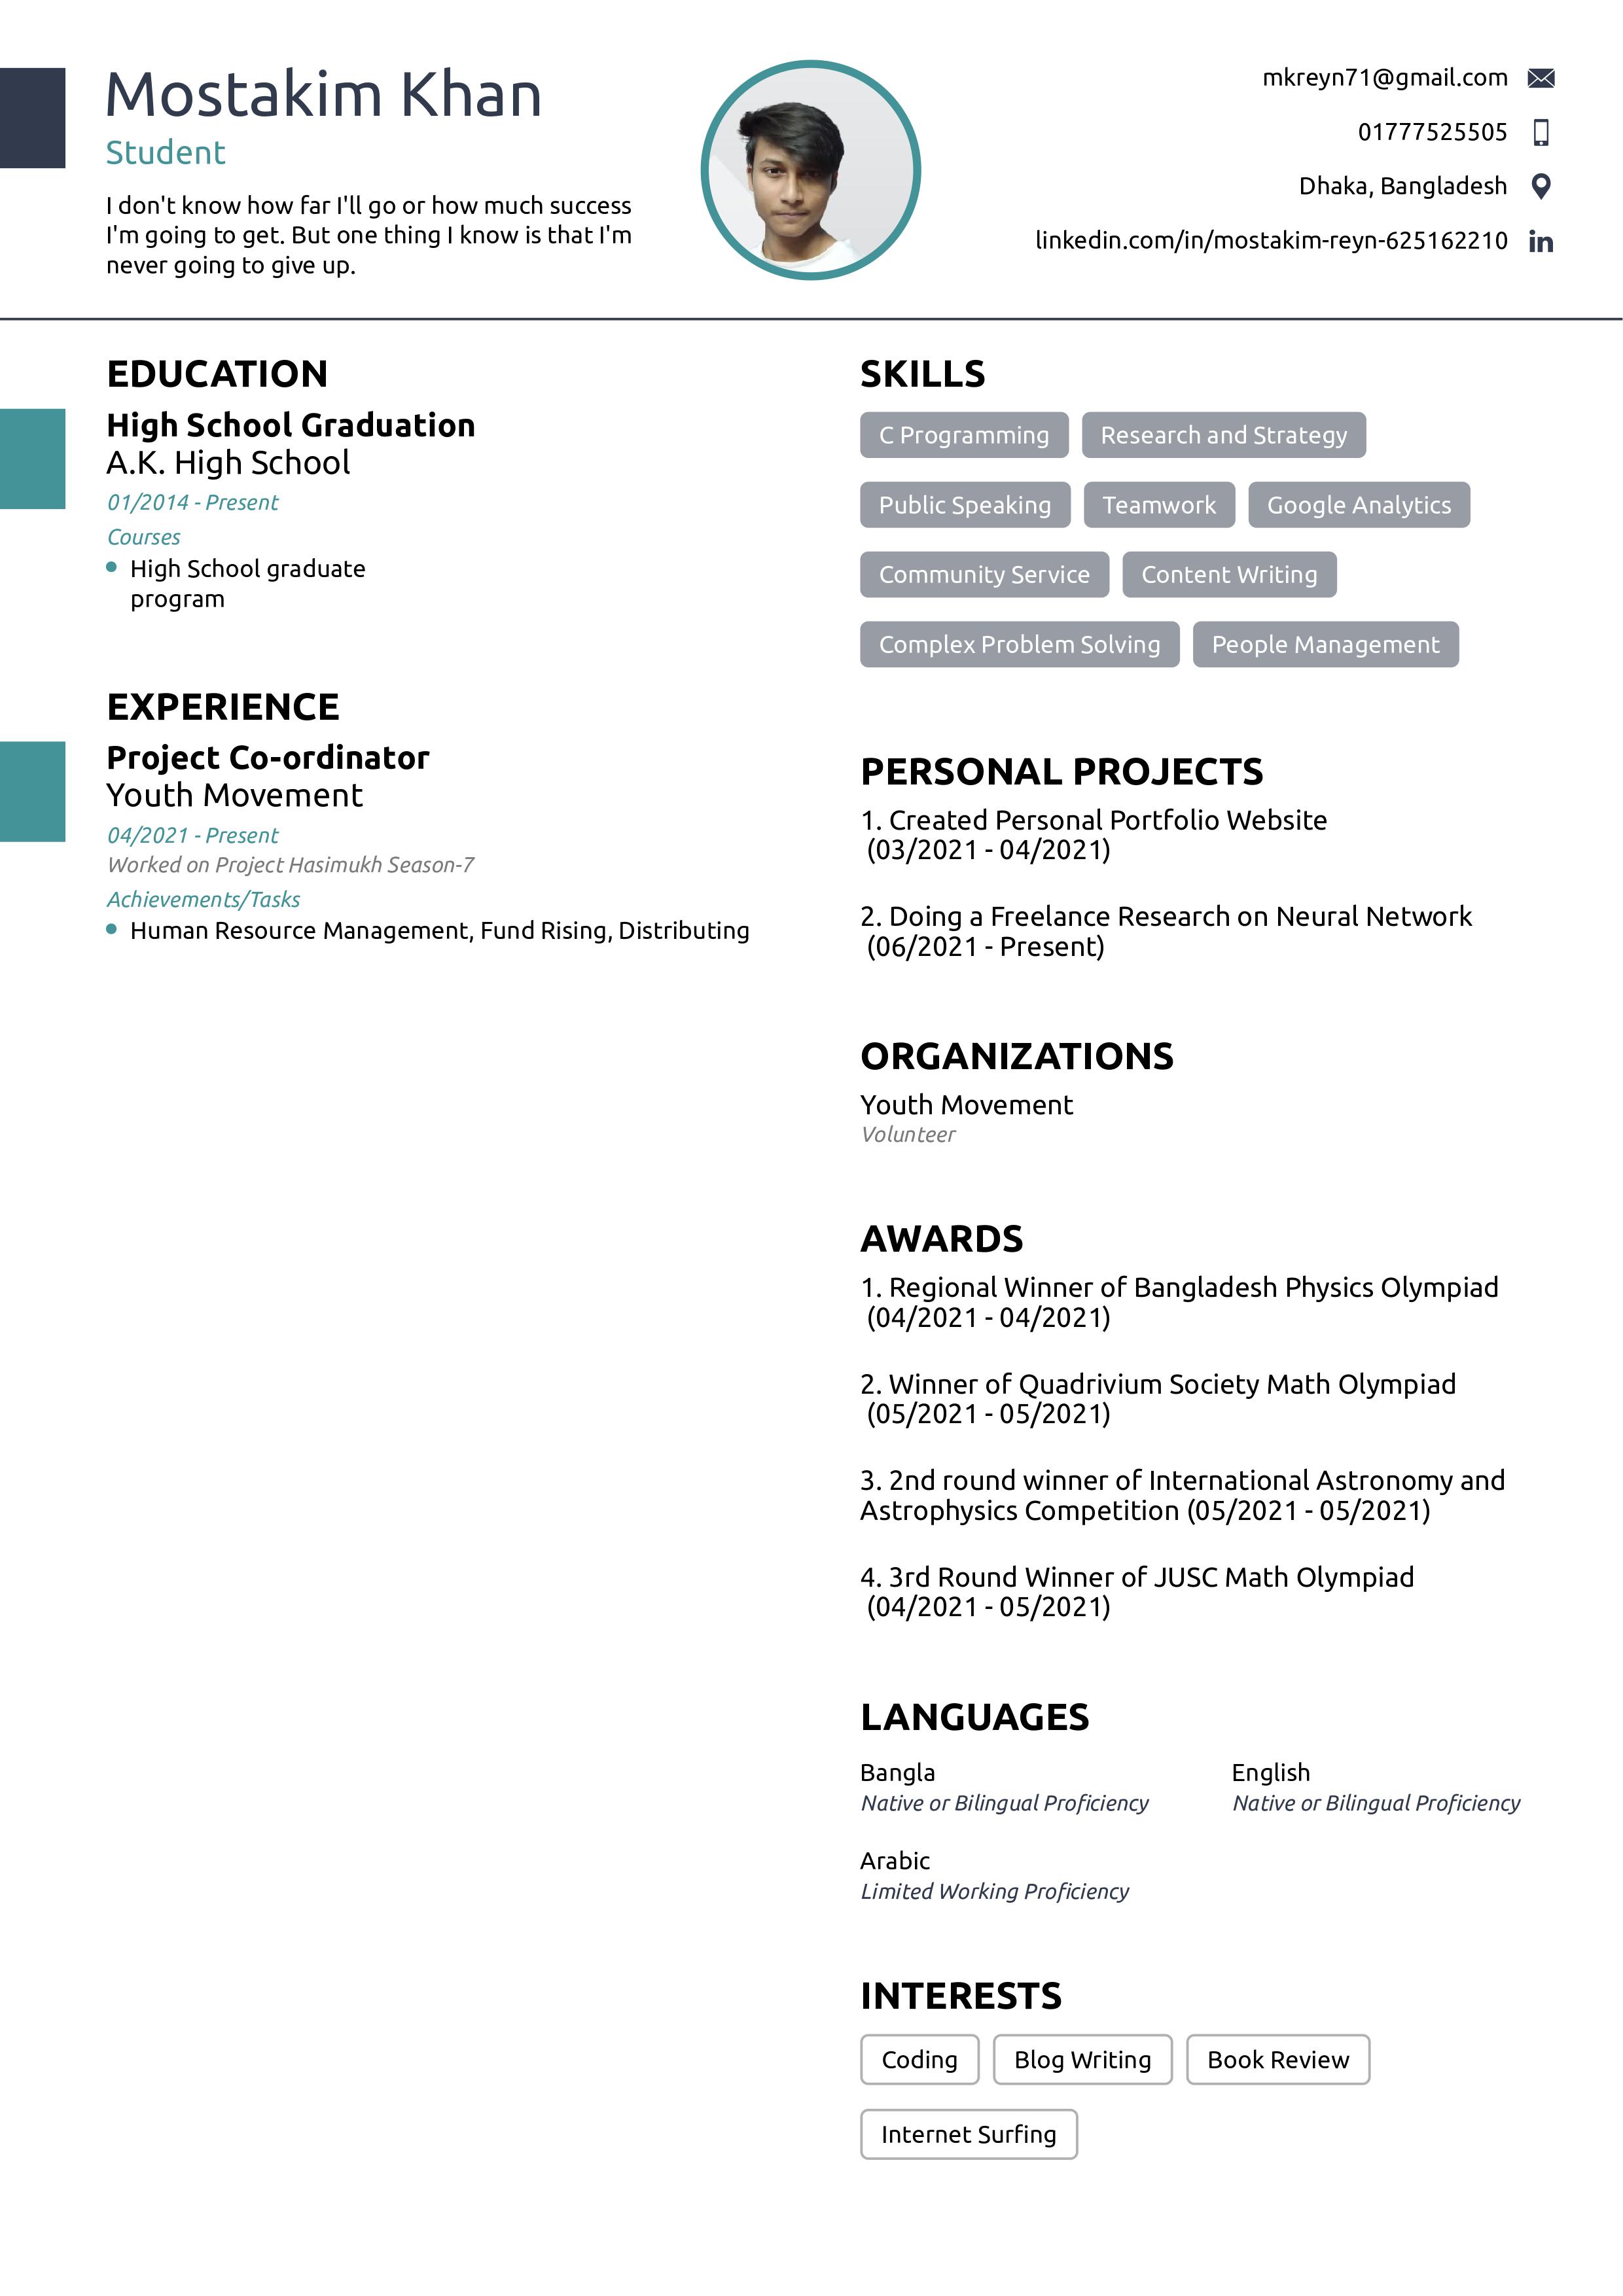 Mostakim Khan
Student
I don't know how far I'll go or how much success
I'm going to get. But one thing I know is that I'm
never going to give up.
mkreyn71@gmail.com
01777525505
Dhaka, Bangladesh
linkedin.com/in/mostakim-reyn-625162210
in
EDUCATION
High School Graduation
A.K. High School
01/2014 - Present
Courses
High School graduate
program
EXPERIENCE
Project Co-ordinator
Youth Movement
04/2021 - Present
Worked on Project Hasimukh Season-7
Achievements/Tasks
Human Resource Management, Fund Rising, Distributing
SKILLS
C Programming Research and Strategy
Public Speaking Teamwork Google Analytics
Community Service Content Writing
Complex Problem Solving People Management
PERSONAL PROJECTS
1. Created Personal Portfolio Website
(03/2021 - 04/2021)
2. Doing a Freelance Research on Neural Network
(06/2021 - Present)
ORGANIZATIONS
Youth Movement
Volunteer
AWARDS
1. Regional Winner of Bangladesh Physics Olympiad
(04/2021 - 04/2021)
2. Winner of Quadrivium Society Math Olympiad
(05/2021 - 05/2021)
3. 2nd round winner of International Astronomy and
Astrophysics Competition (05/2021 - 05/2021)
4. 3rd Round Winner of JUSC Math Olympiad
(04/2021 - 05/2021)
LANGUAGES
Bangla
Native or Bilingual Proficiency
English
Native or Bilingual Proficiency
Arabic
Limited Working Proficiency
INTERESTS
Coding Blog Writing Book Review
Internet Surfing